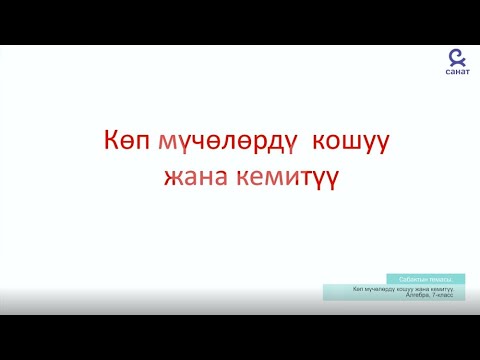 санат
Көп мүчөлөрдү кошуу
жана кемитүү
Сабактын темасы
Көп мүчөлөрдү кошуу жана кемитүү.
Алгебра, 7-класс